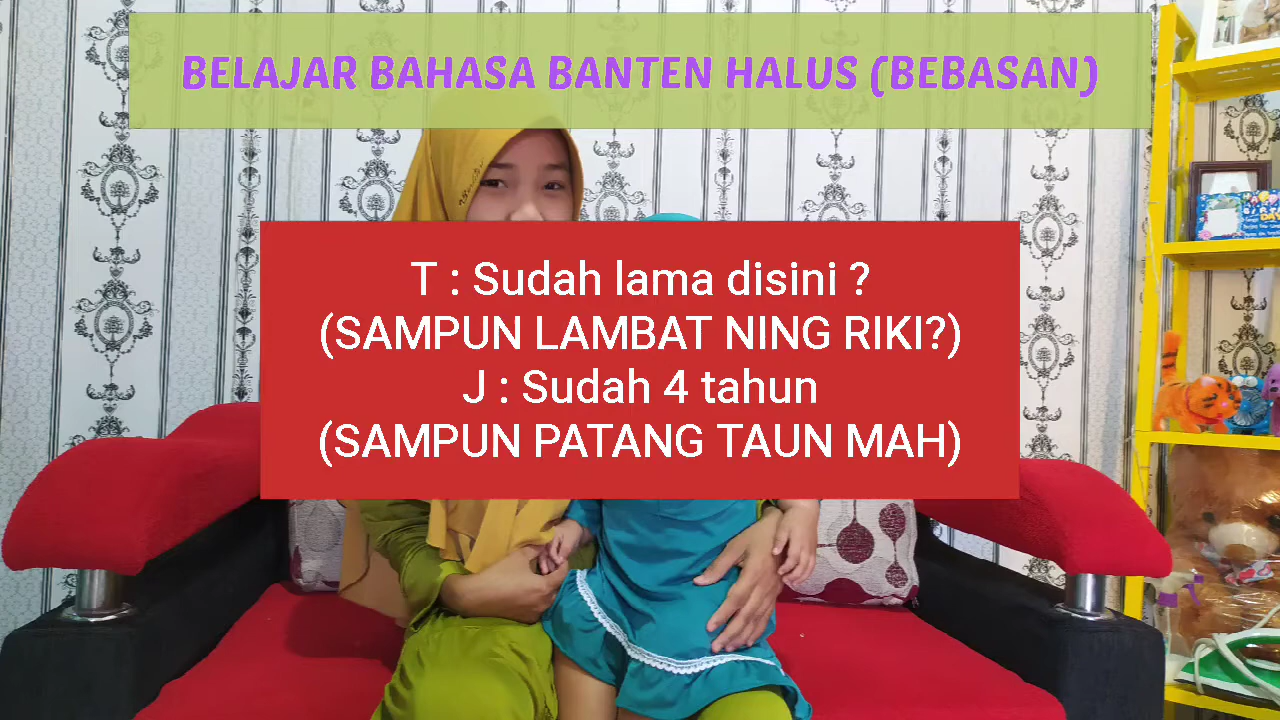 BELAJAR BAHASA BANTEN HALUS (BEBASAN)
T : Sudah lama disini ?
(SAMPUN LAMBAT NING RIKI?)
J : Sudah 4 tahun
(SAMPUN PATANG TAUN MAH)